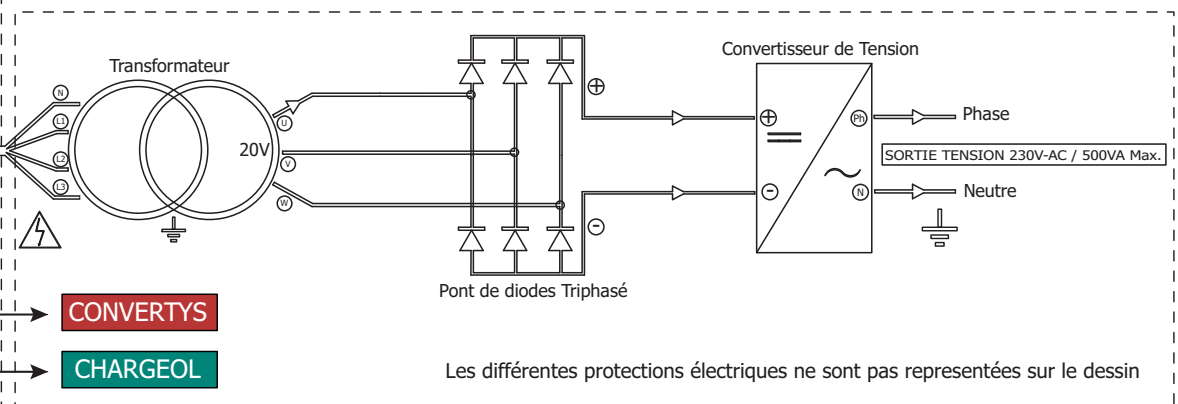 Transformateur
Convertisseur de Tension
N
L1
L2
L3
U
V
W
20V
+
-
+
-
Ph
N
Phase
SORTIE TENSION 230V-AC / 500VA Max.
Neutre
Pont de diodes Triphasé
CONVERTYS
CHARGEOL
Les différentes protections électriques ne sont pas representées sur le dessin